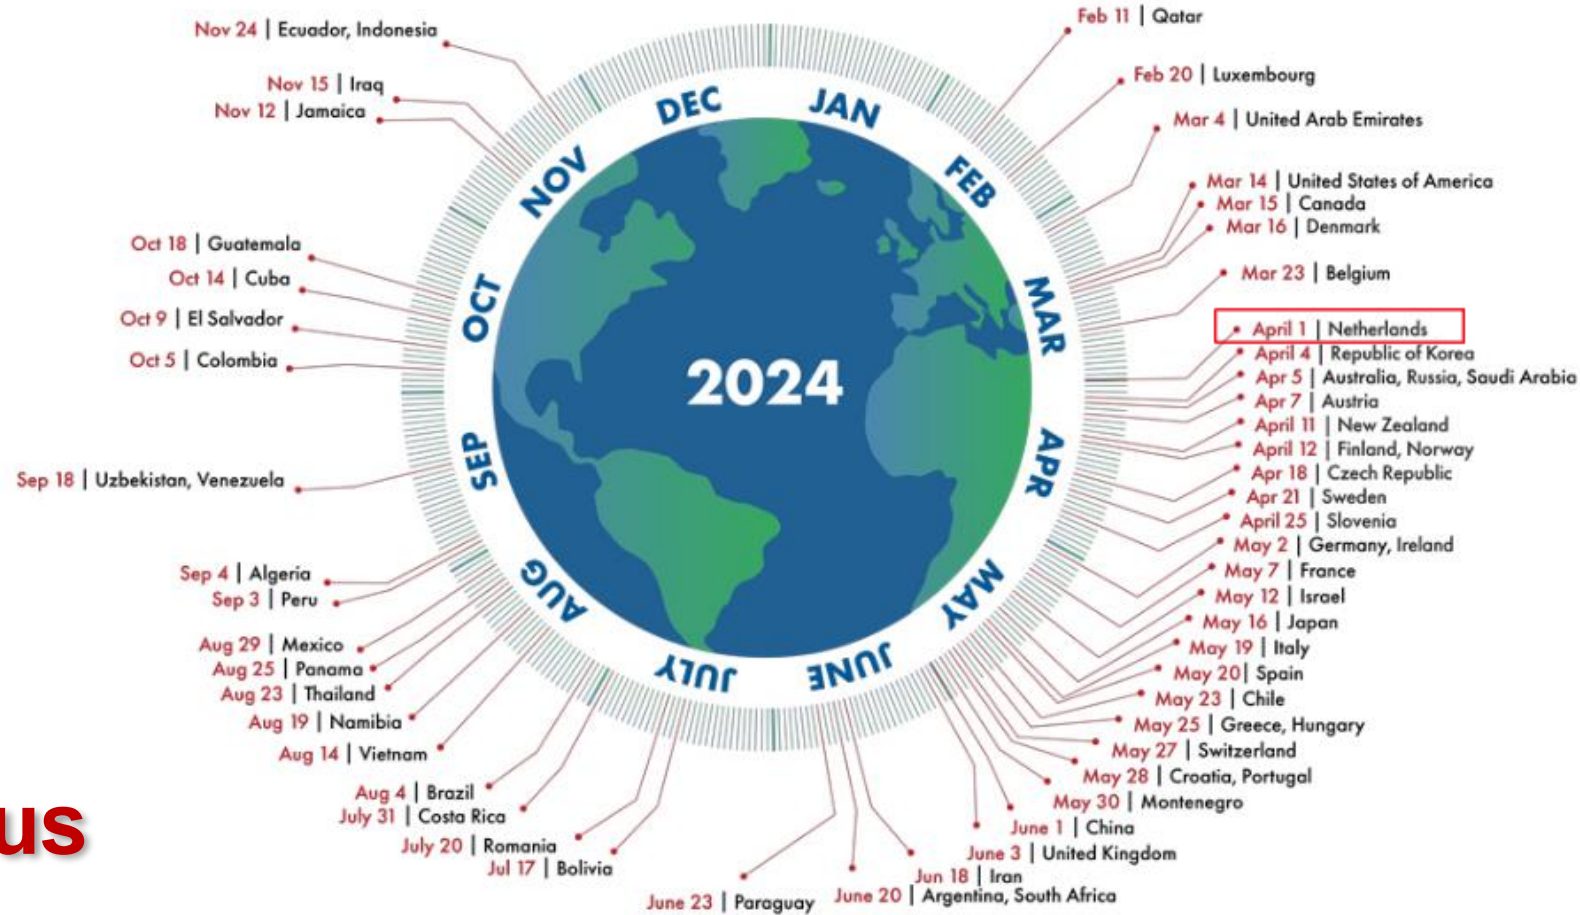 Feb 11 | Qatar
Feb 20 | Luxembourg
Mar 4 | United Arab Emirates
Mar 14 | United States of America
Mar 15 | Canada
Mar 16 | Denmark
Mar 23 | Belgium
April 1 | Netherlands
April 4 | Republic of Korea
Apr 5 | Australia, Russia, Saudi Arabia
Apr 7 | Austria
April 11 | New Zealand
April 12 | Finland, Norway
Apr 18 | Czech Republic
Apr 21 | Sweden
April 25 | Slovenia
May 2 | Germany, Ireland
May 7 | France
May 12 | Israel
May 16 | Japan
May 19 | Italy
May 20 | Spain
May 23 | Chile
May 25 | Greece, Hungary
May 27 | Switzerland
May 28 | Croatia, Portugal
May 30 | Montenegro
June 1 | China
June 3 | United Kingdom
Jun 18 | Iran
June 20 | Argentina, South Africa
June 23 | Paraguay
Jul 17 | Bolivia
July 20 | Romania
July 31 | Costa Rica
Aug 4 | Brazil
Aug 14 | Vietnam
Aug 19 | Namibia
Aug 23 | Thailand
Aug 25 | Panama
Aug 29 | Mexico
Sep 3 | Peru
Sep 4 | Algeria
Sep 18 | Uzbekistan, Venezuela
Oct 5 | Colombia
Oct 9 | El Salvador
Oct 14 | Cuba
Oct 18 | Guatemala
Nov 12 | Jamaica
Nov 15 | Iraq
Nov 24 | Ecuador, Indonesia
JAN
FEB
MAR
APR
MAY
JUNE
JULY
AUG
SEP
OCT
NOV
DEC
2024
us